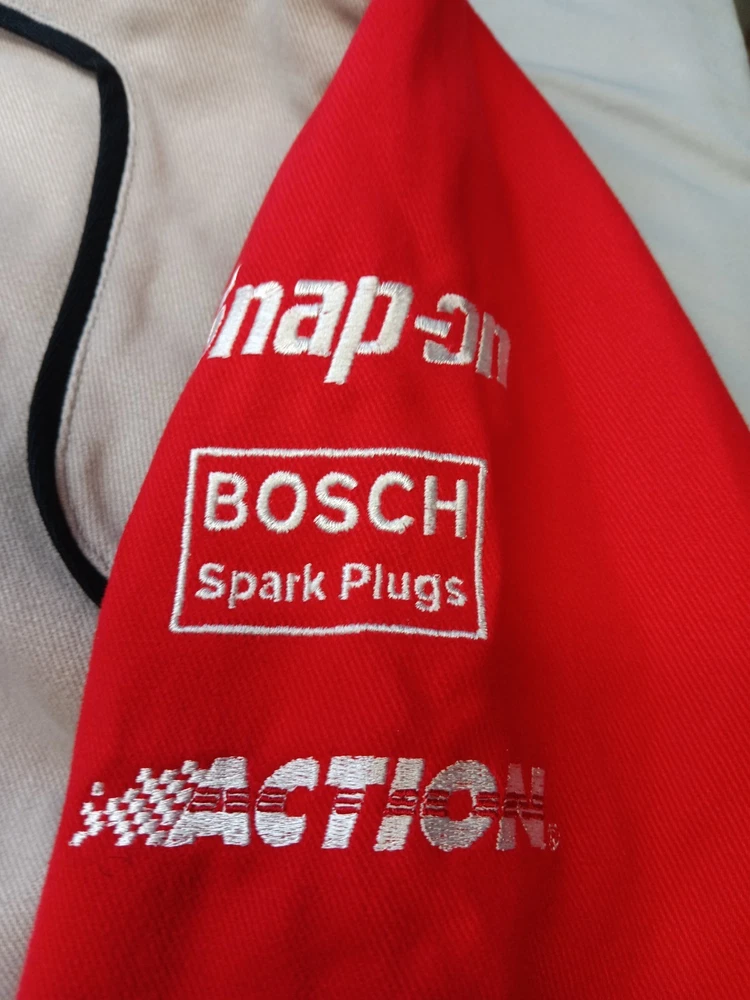 Snap-on
BOSCH
Spark Plugs
ACTION